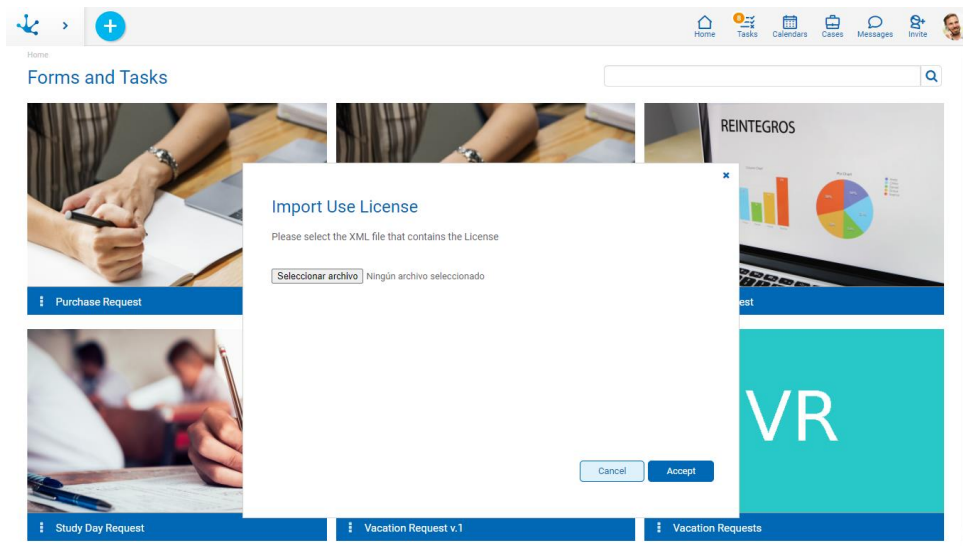 8
Home Tasks Calendars Cases Messages Invite
Home
Forms and Tasks
REINTEGROS
Import Use License
Please select the XML file that contains the License
Seleccionar archivo Ningún archivo seleccionado
Purchase Request
est
VR
Cancel Accept
Study Day Request
Vacation Request v.1
Vacation Requests